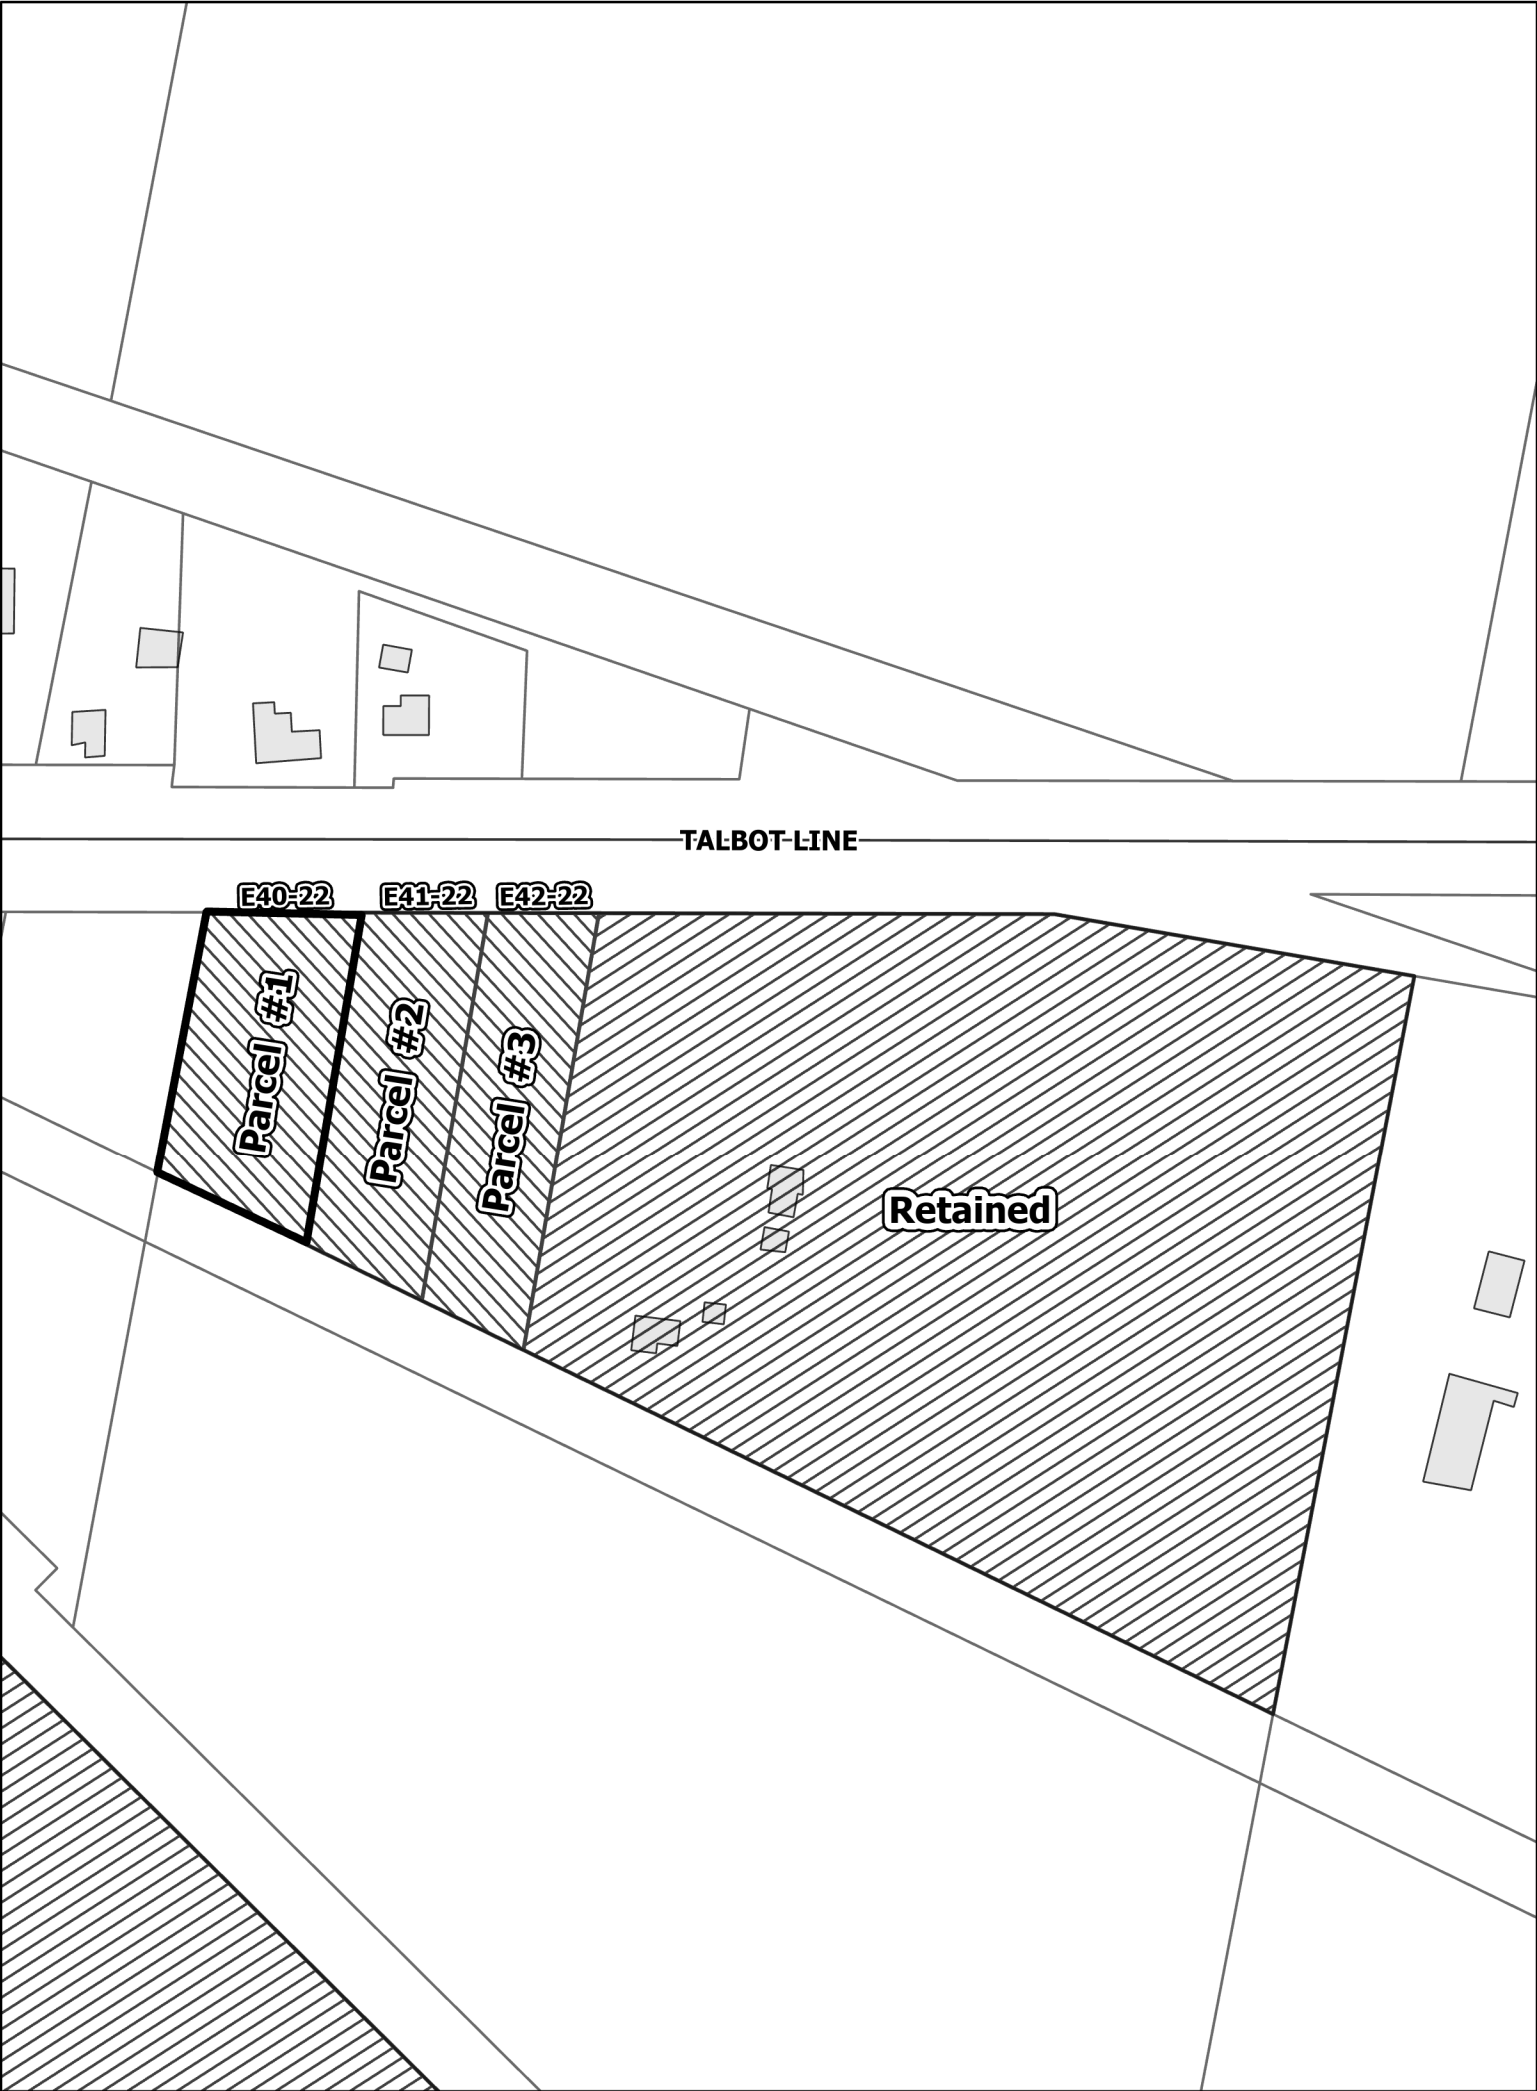 TALBOT LINE
E40-22
E41-22
E42-22
Parcel #1
Parcel #2
Parcel #3
Retained